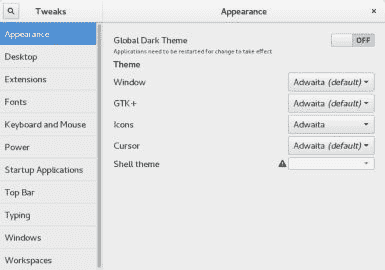 Tweaks
Appearance
Appearance
Desktop
Extensions
Fonts
Keyboard and Mouse
Power
Startup Applications
Top Bar
Typing
Windows
Workspaces
Global Dark Theme OFF
Applications need to be restarted for change to take effect
Theme
Window Adwaita (default)
GTK+ Adwaita (default)
Icons Adwaita
Cursor Adwaita (default)
Shell theme